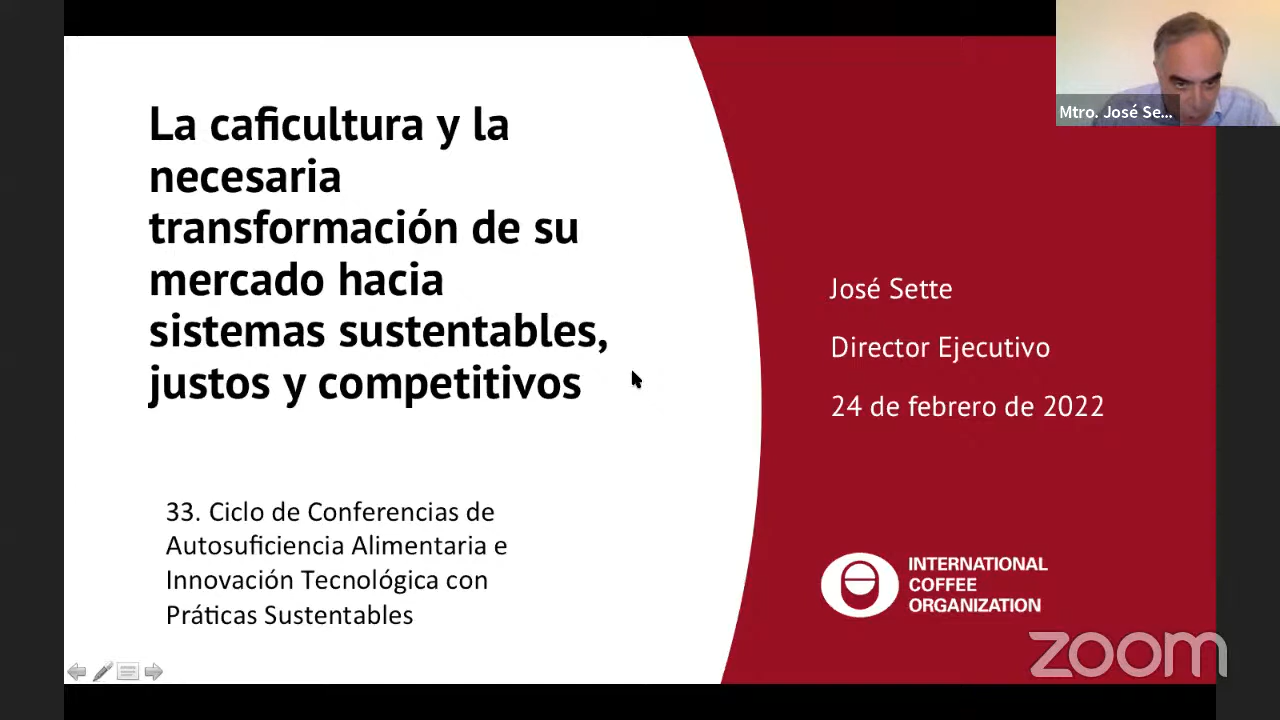 La caficultura y la
necesaria
transformación de su
mercado hacia
sistemas sustentables,
justos y competitivos
33. Ciclo de Conferencias de
Autosuficiencia Alimentaria e
Innovación Tecnológica con
Práticas Sustentables
José Sette
Director Ejecutivo
24 de febrero de 2022
INTERNATIONAL
COFFEE
ORGANIZATION
Mtro. José Se...
zoom